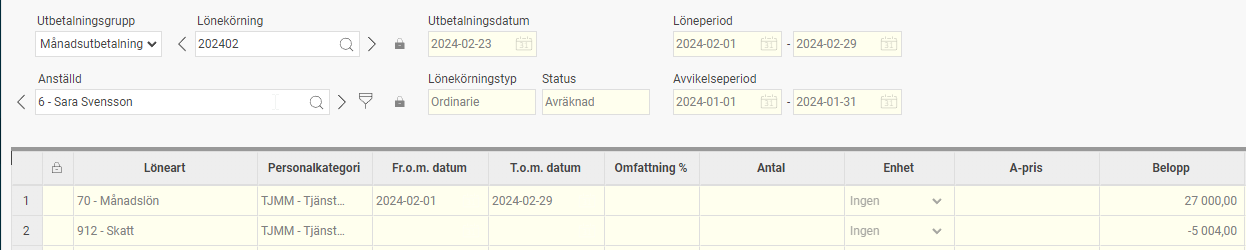 Utbetalningsgrupp Lönekörning Utbetalningsdatum Löneperiod
Månadsutbetalning 202402 2024-02-23 2024-02-01 - 2024-02-29
Anställd Lönekörningstyp Status Avvikelseperiod
6 - Sara Svensson Ordinarie Avräknad 2024-01-01 - 2024-01-31
Löneart Personalkategori Fr.o.m. datum T.o.m. datum Omfattning % Antal Enhet A-pris Belopp
1 70 - Månadslön TJMM - Tjänst... 2024-02-01 2024-02-29 Ingen 27 000,00
2 912 - Skatt TJMM - Tjänst... Ingen -5 004,00